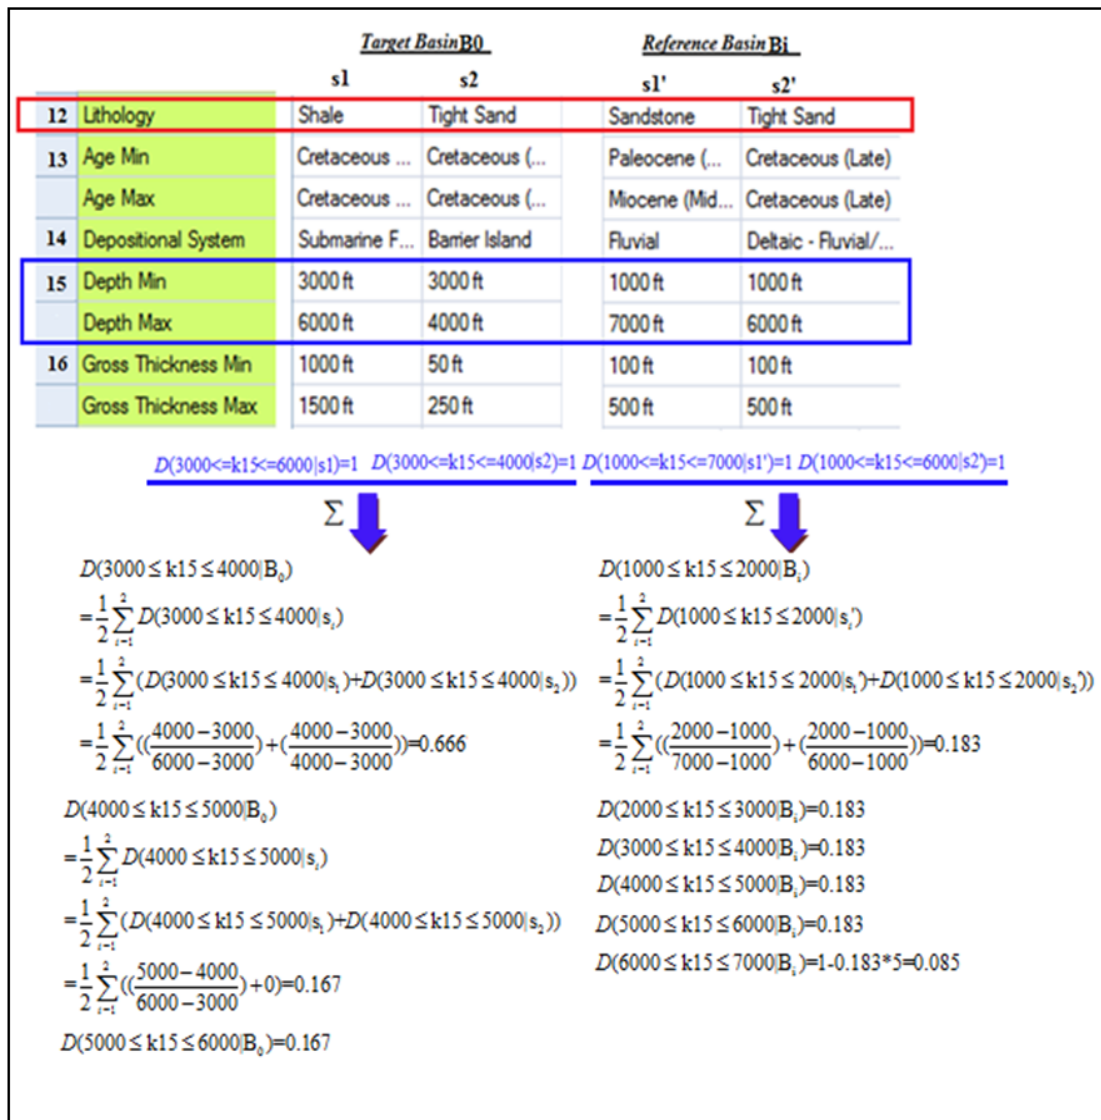 Target Basin B0 Reference Basin Bi
s1 s2 s1' s2'
12 Lithology Shale Tight Sand Sandstone Tight Sand
13 Age Min Cretaceous ... Cretaceous (... Paleocene (... Cretaceous (Late)
Age Max Cretaceous ... Cretaceous (... Miocene (Mid... Cretaceous (Late)
14 Depositional System Submarine F... Barrier Island Fluvial Deltaic - Fluvial/...
15 Depth Min 3000 ft 3000 ft 1000 ft 1000 ft
Depth Max 6000 ft 4000 ft 7000 ft 6000 ft
16 Gross Thickness Min 1000 ft 50 ft 100 ft 100 ft
Gross Thickness Max 1500 ft 250 ft 500 ft 500 ft
D(3000<=k15<=6000|s1)=1 D(3000<=k15<=4000|s2)=1 D(1000<=k15<=7000|s1')=1 D(1000<=k15<=6000|s2')=1
Σ Σ
D(3000≤k15≤4000|B₀)
=1/2 Σ_{i-1}^{2} D(3000≤k15≤4000|sᵢ)
=1/2 Σ_{i-1}^{2} (D(3000≤k15≤4000|s₁)+D(3000≤k15≤4000|s₂))
=1/2 Σ_{i-1}^{2} ((4000−3000/6000−3000)+(4000−3000/4000−3000))=0.666
D(4000≤k15≤5000|B₀)
=1/2 Σ_{i-1}^{2} D(4000≤k15≤5000|sᵢ)
=1/2 Σ_{i-1}^{2} (D(4000≤k15≤5000|s₁)+D(4000≤k15≤5000|s₂))
=1/2 Σ_{i-1}^{2} ((5000−4000/6000−3000)+0)=0.167
D(5000≤k15≤6000|B₀)=0.167
D(1000≤k15≤2000|Bᵢ)
=1/2 Σ_{i-1}^{2} D(1000≤k15≤2000|sᵢ')
=1/2 Σ_{i-1}^{2} (D(1000≤k15≤2000|s₁')+D(1000≤k15≤2000|s₂'))
=1/2 Σ_{i-1}^{2} ((2000−1000/7000−1000)+(2000−1000/6000−1000))=0.183
D(2000≤k15≤3000|Bᵢ)=0.183
D(3000≤k15≤4000|Bᵢ)=0.183
D(4000≤k15≤5000|Bᵢ)=0.183
D(5000≤k15≤6000|Bᵢ)=0.183
D(6000≤k15≤7000|Bᵢ)=1-0.183*5=0.085